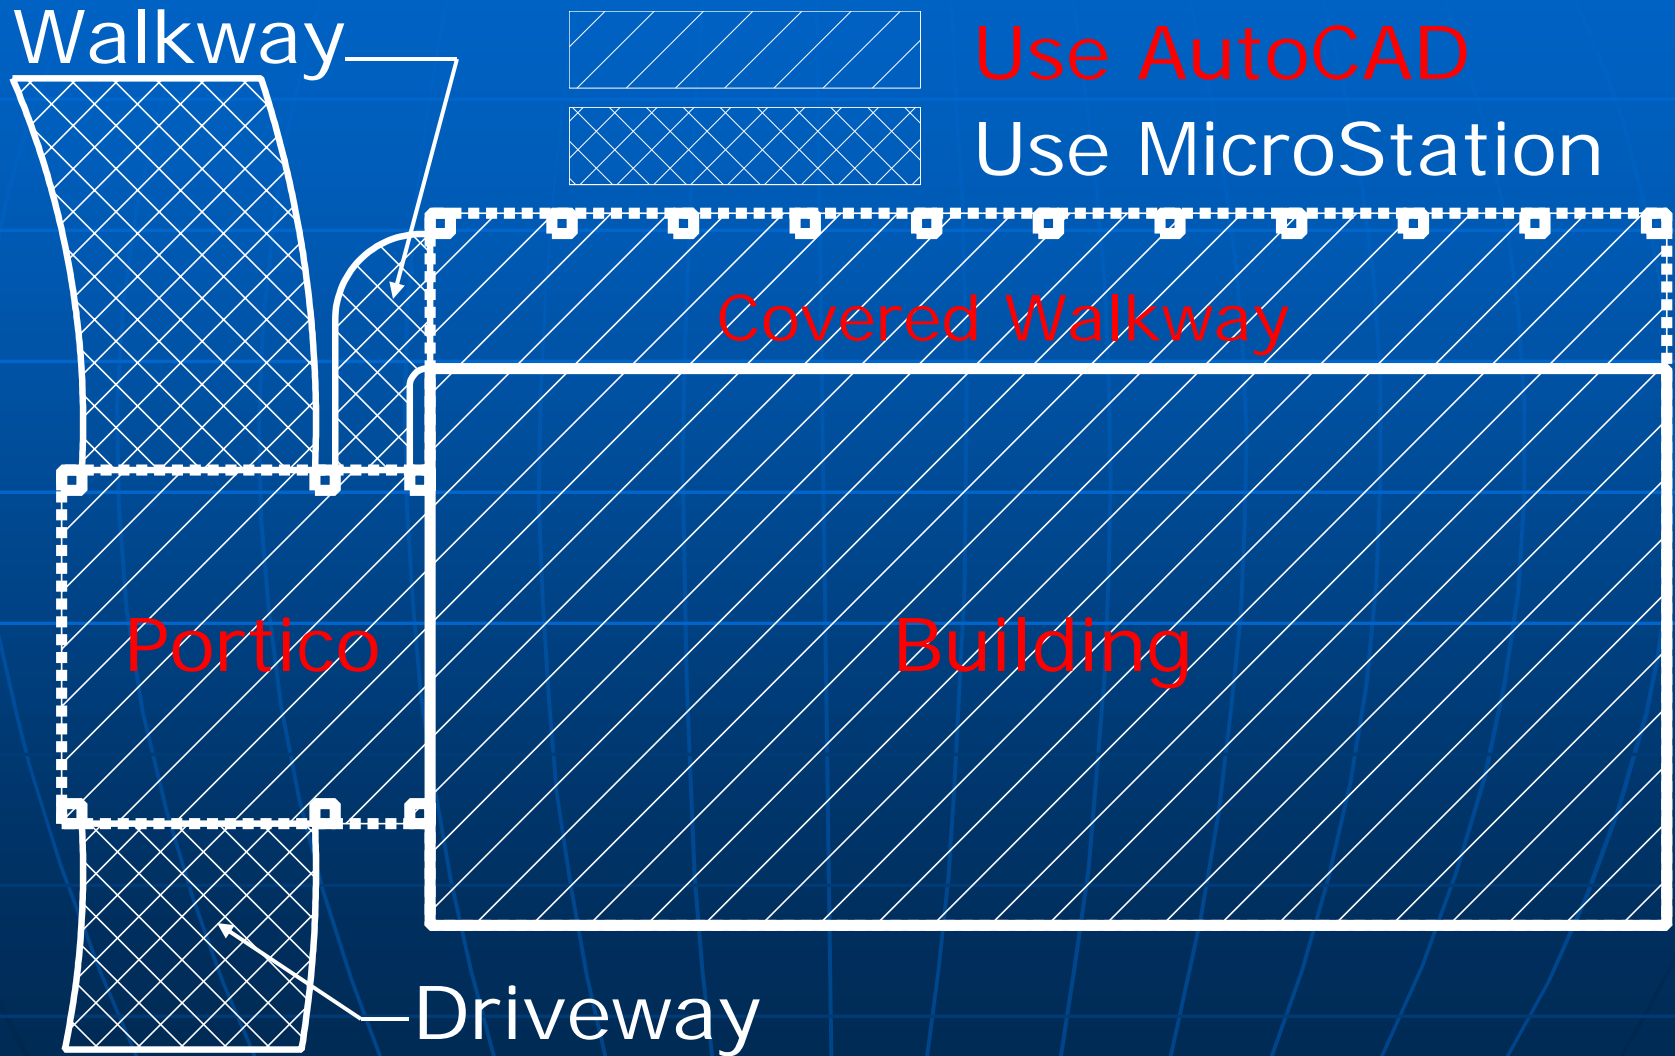 Walkway
Use AutoCAD
Use MicroStation
Covered Walkway
Portico
Building
Driveway